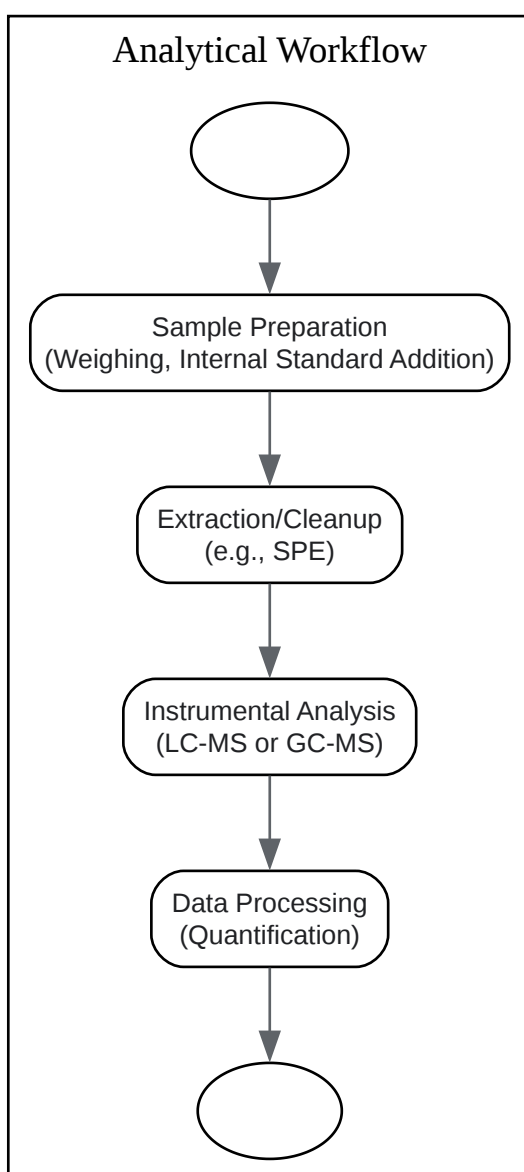 Analytical Workflow
Sample Preparation
(Weighing, Internal Standard Addition)
Extraction/Cleanup
(e.g., SPE)
Instrumental Analysis
(LC-MS or GC-MS)
Data Processing
(Quantification)